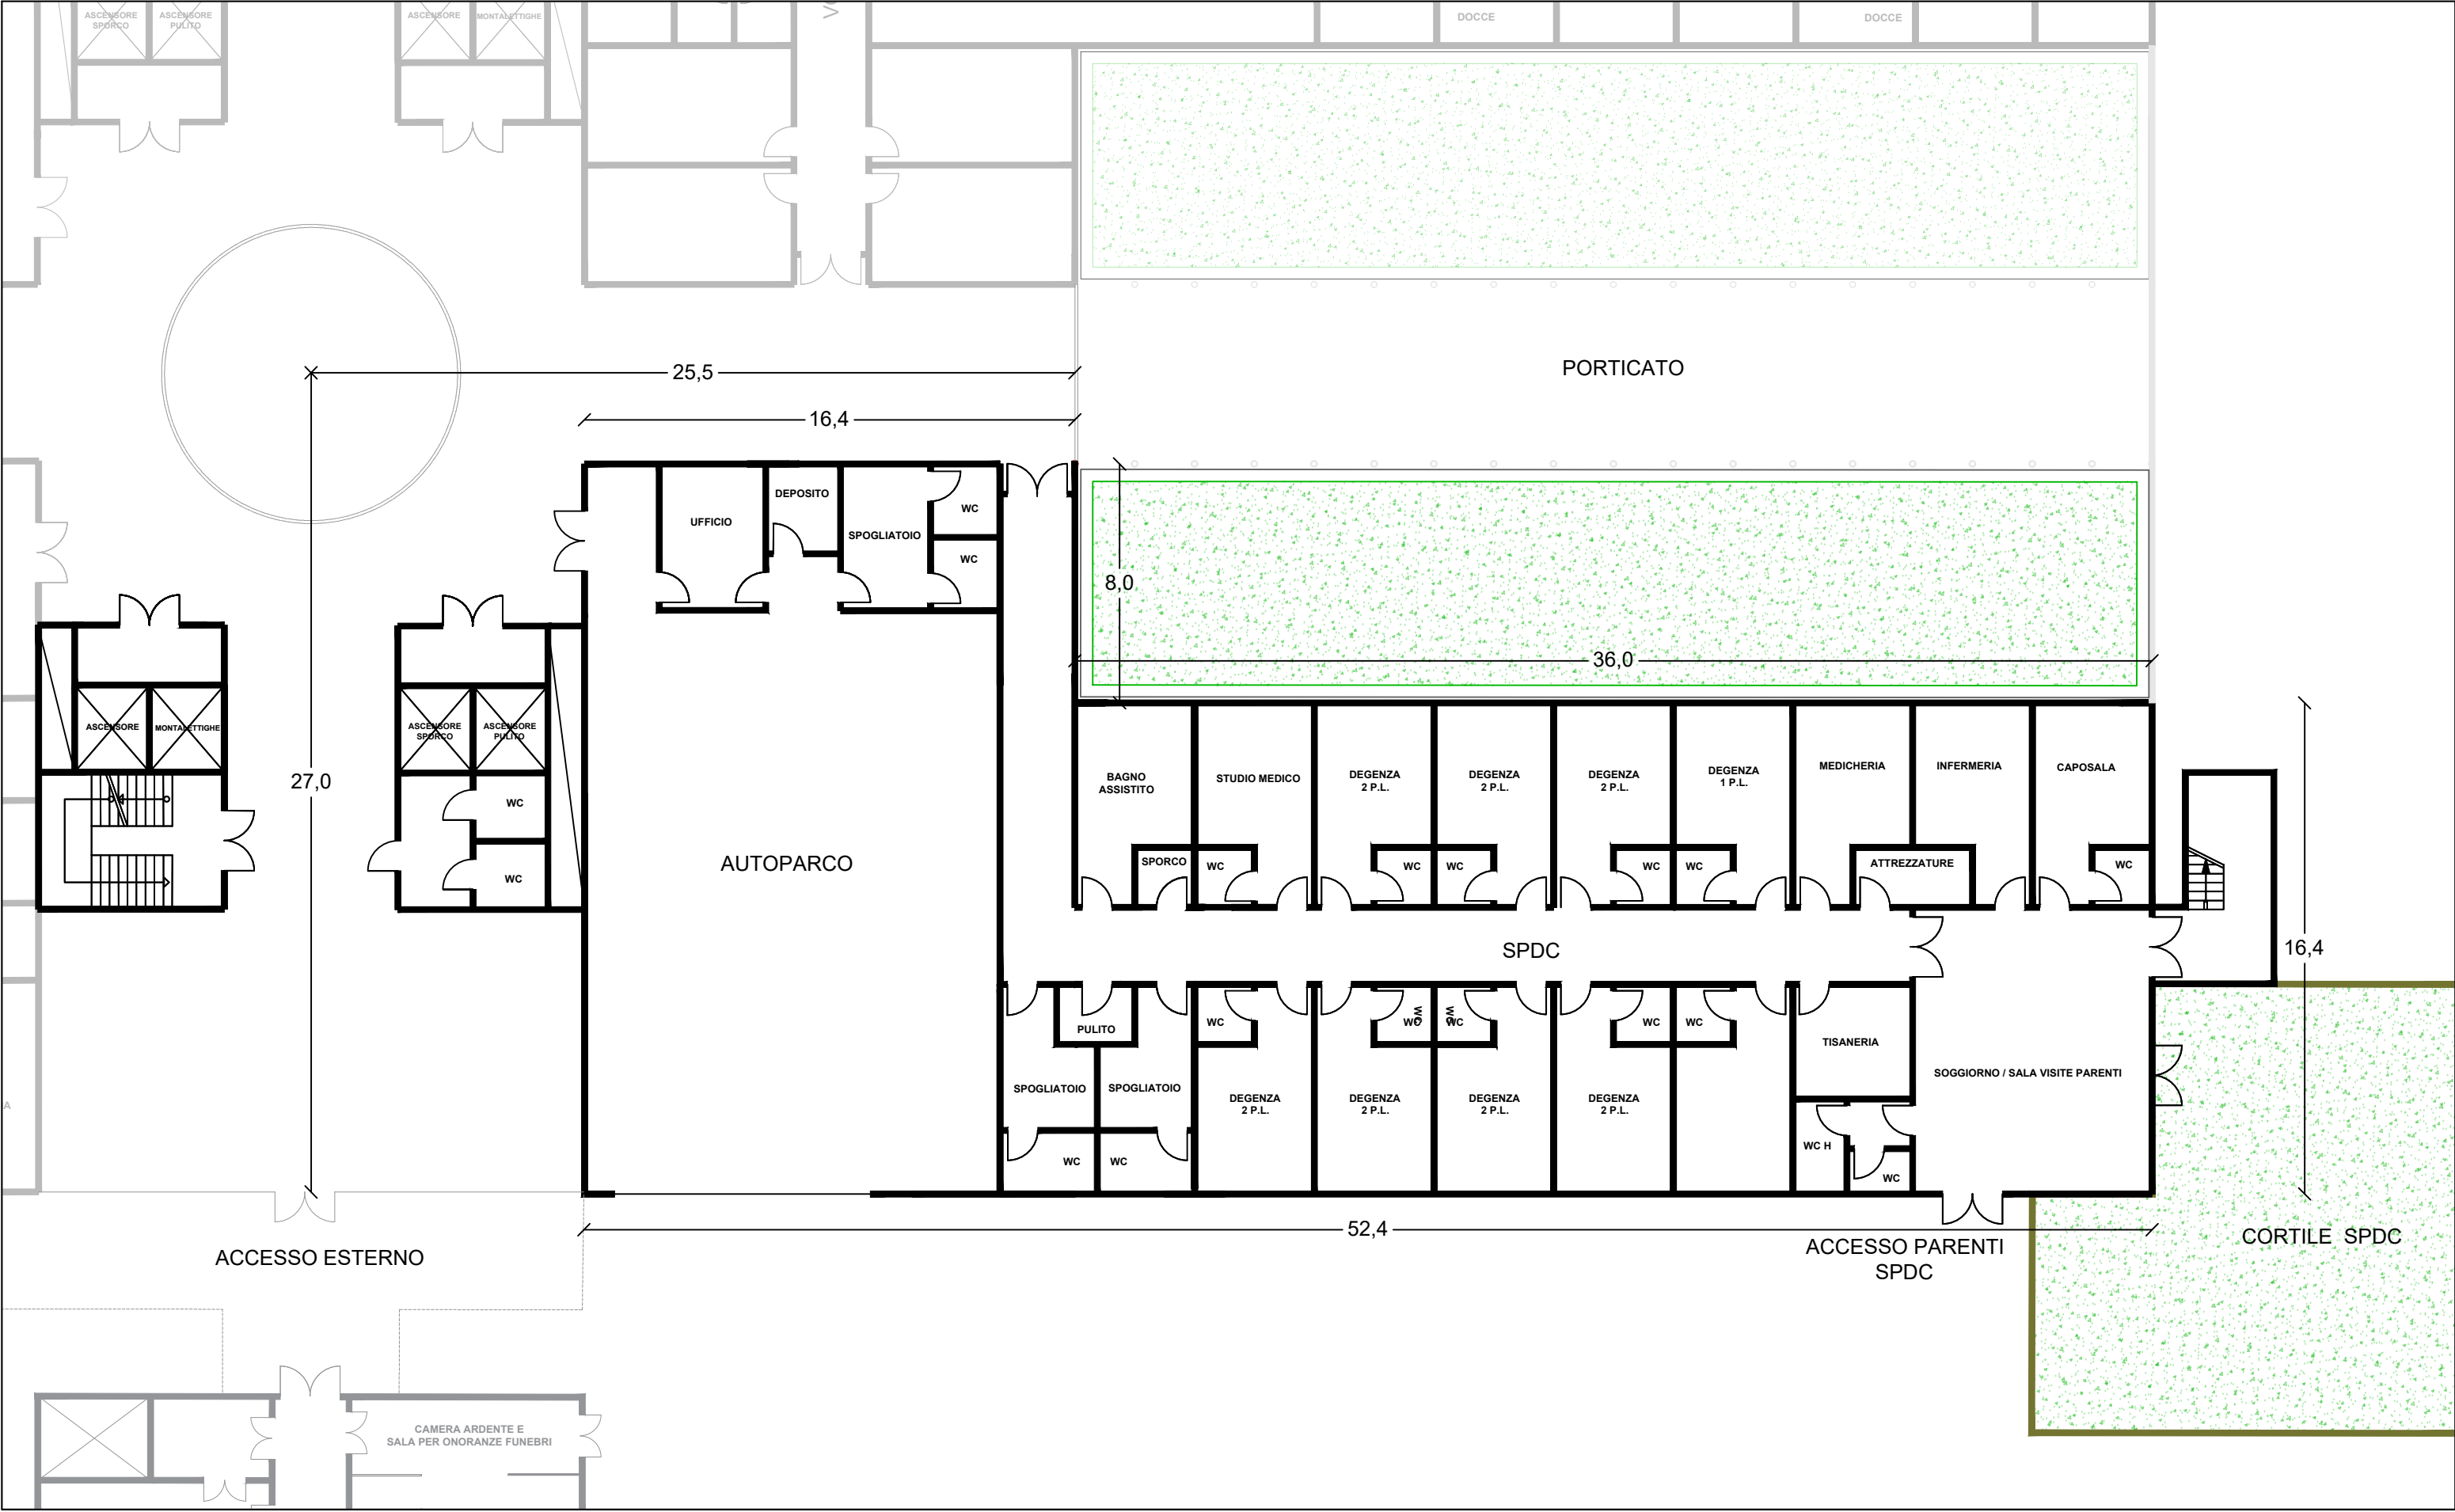 ASCENSORE
SPORCO
ASCENSORE
PULITO
ASCENSORE
MONTALETTIGHE
DOCCE
DOCCE
25,5
PORTICATO
16,4
UFFICIO
DEPOSITO
SPOGLIATOIO
WC
WC
8,0
36,0
ASCENSORE
MONTALETTIGHE
ASCENSORE
SPORCO
ASCENSORE
PULITO
27,0
WC
WC
AUTOPARCO
BAGNO
ASSISTITO
STUDIO MEDICO
DEGENZA
2 P.L.
DEGENZA
2 P.L.
DEGENZA
2 P.L.
DEGENZA
1 P.L.
MEDICHERIA
INFERMERIA
CAPOSALA
SPORCO
WC
WC
WC
WC
WC
ATTREZZATURE
WC
SPDC
16,4
PULITO
WC
WC
WC
WC
WC
WC
WC
TISANERIA
SPOGLIATOIO
SPOGLIATOIO
DEGENZA
2 P.L.
DEGENZA
2 P.L.
DEGENZA
2 P.L.
DEGENZA
2 P.L.
SOGGIORNO / SALA VISITE PARENTI
A
WC
WC
WC H
WC
52,4
ACCESSO ESTERNO
ACCESSO PARENTI
SPDC
CORTILE SPDC
CAMERA ARDENTE E
SALA PER ONORANZE FUNEBRI